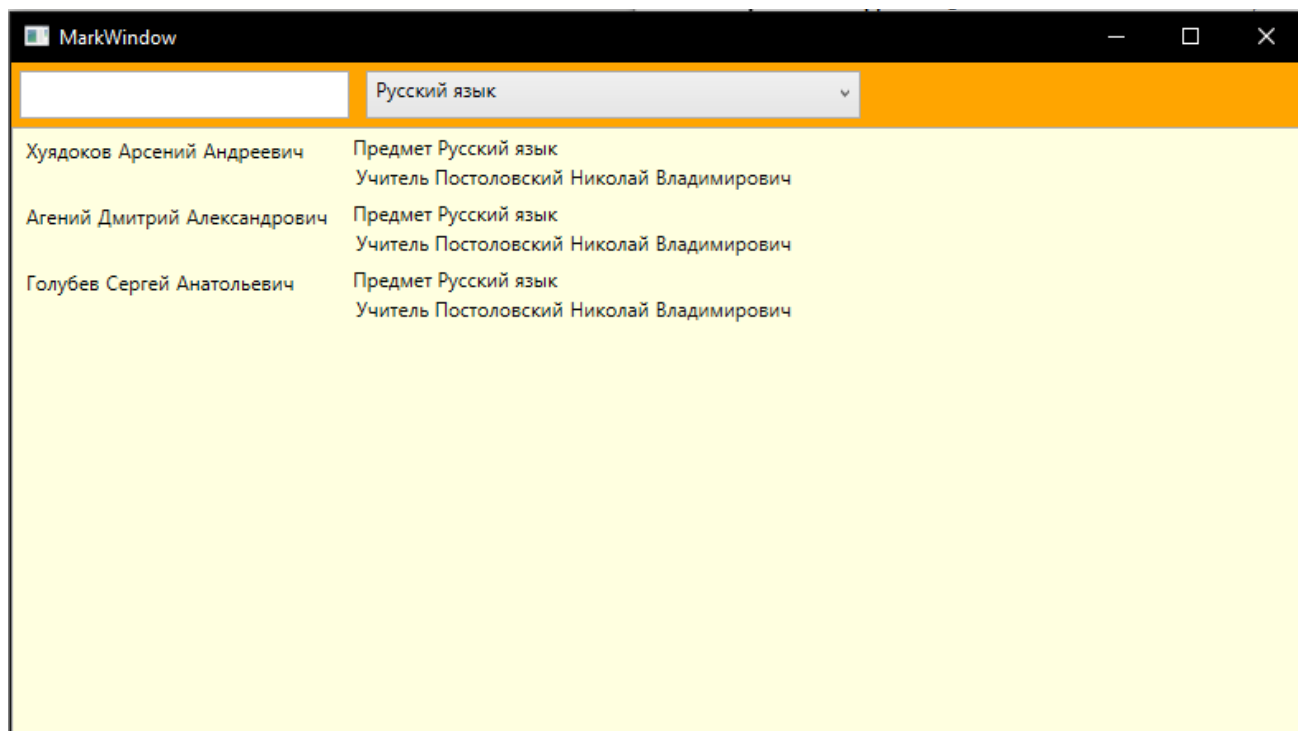 MarkWindow
Русский язык
Хуядоков Арсений Андреевич
Предмет Русский язык
Учитель Постоловский Николай Владимирович
Агений Дмитрий Александрович
Предмет Русский язык
Учитель Постоловский Николай Владимирович
Голубев Сергей Анатольевич
Предмет Русский язык
Учитель Постоловский Николай Владимирович